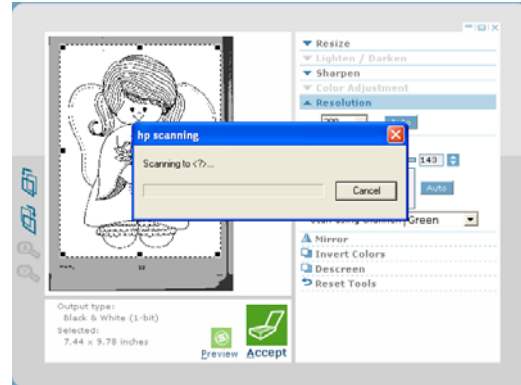 Resize
Lighten / Darken
Sharpen
Color Adjustment
Resolution
hp scanning
Scanning to <?>...
Cancel
143
Auto
Green
Mirror
Invert Colors
Descreen
Reset Tools
Output type:
Black & White (1-bit)
Selected:
7.44 x 9.78 inches
Preview
Accept